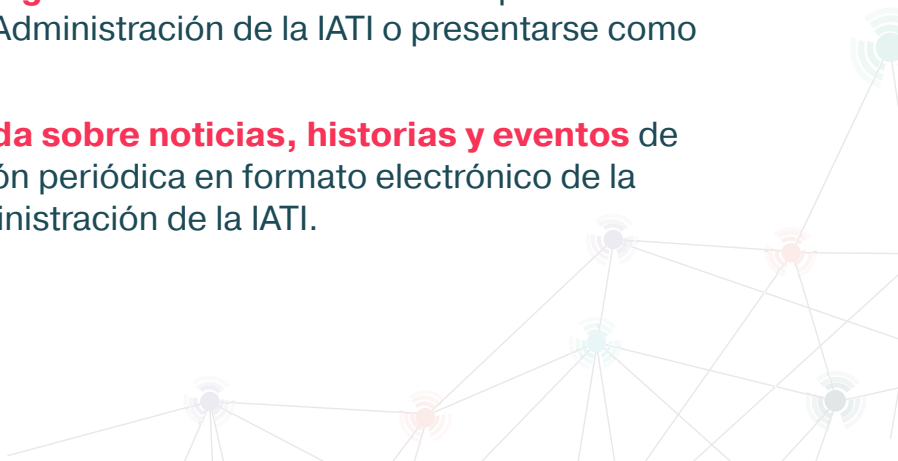 Administración de la IATI o presentarse como
da sobre noticias, historias y eventos de
ón periódica en formato electrónico de la
inistración de la IATI.